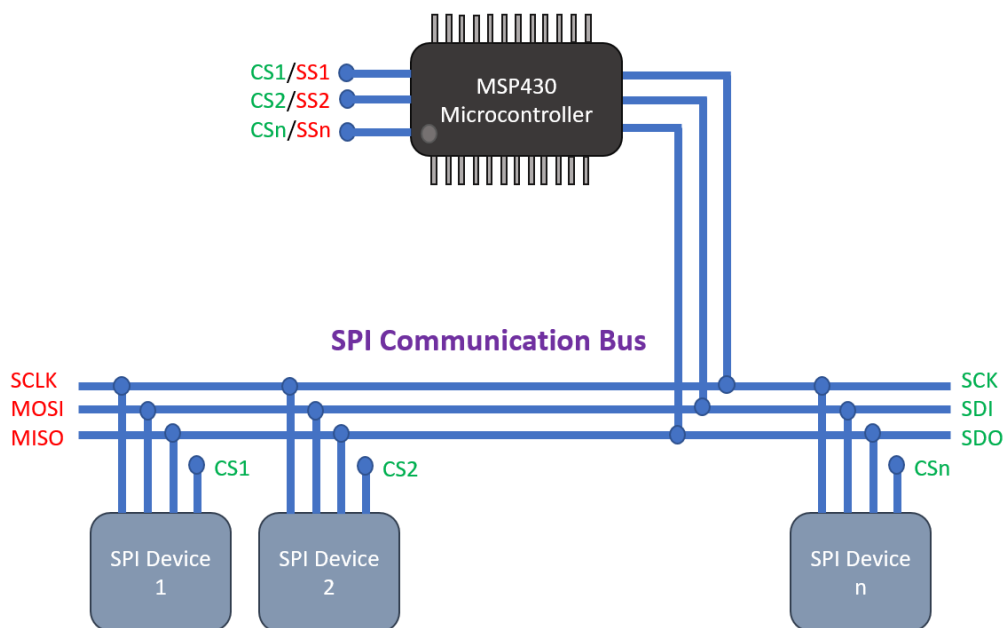 MSP430
Microcontroller
CS1/SS1
CS2/SS2
CSn/SSn
SPI Communication Bus
SCLK
SCK
MOSI
SDI
MISO
SDO
CS1
CS2
CSn
SPI Device
1
SPI Device
2
SPI Device
n